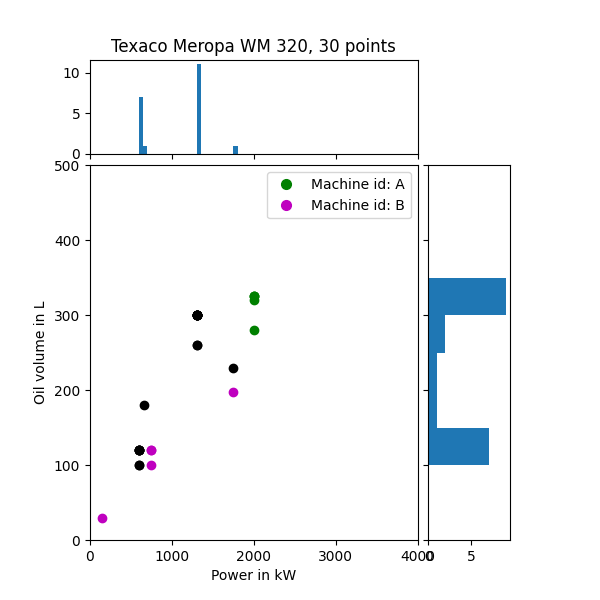 Texaco Meropa WM 320, 30 points
10
5
0
500
Machine id: A
Machine id: B
400
300
200
100
0
Oil volume in L
0 1000 2000 3000 4000 0 5
Power in kW